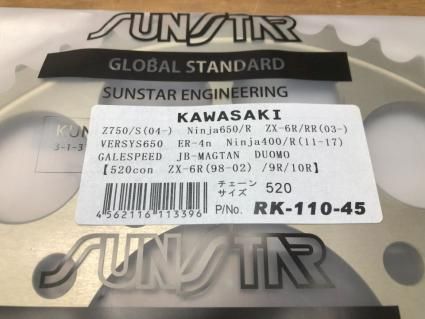 SUNSTAR
GLOBAL STANDARD
SUNSTAR ENGINEERING
KAWASAKI
Z750/S(04-) Ninja650/R ZX-6R/RR(03-)
VERSYS650 ER-4n Ninja400/R(11-17)
GALESPEED JB-MAGTAN DUOMO
【520con ZX-6R(98-02) /9R/10R】
チェーン
サイズ 520
4562116113396
P/No. RK-110-45
SUNSTAR